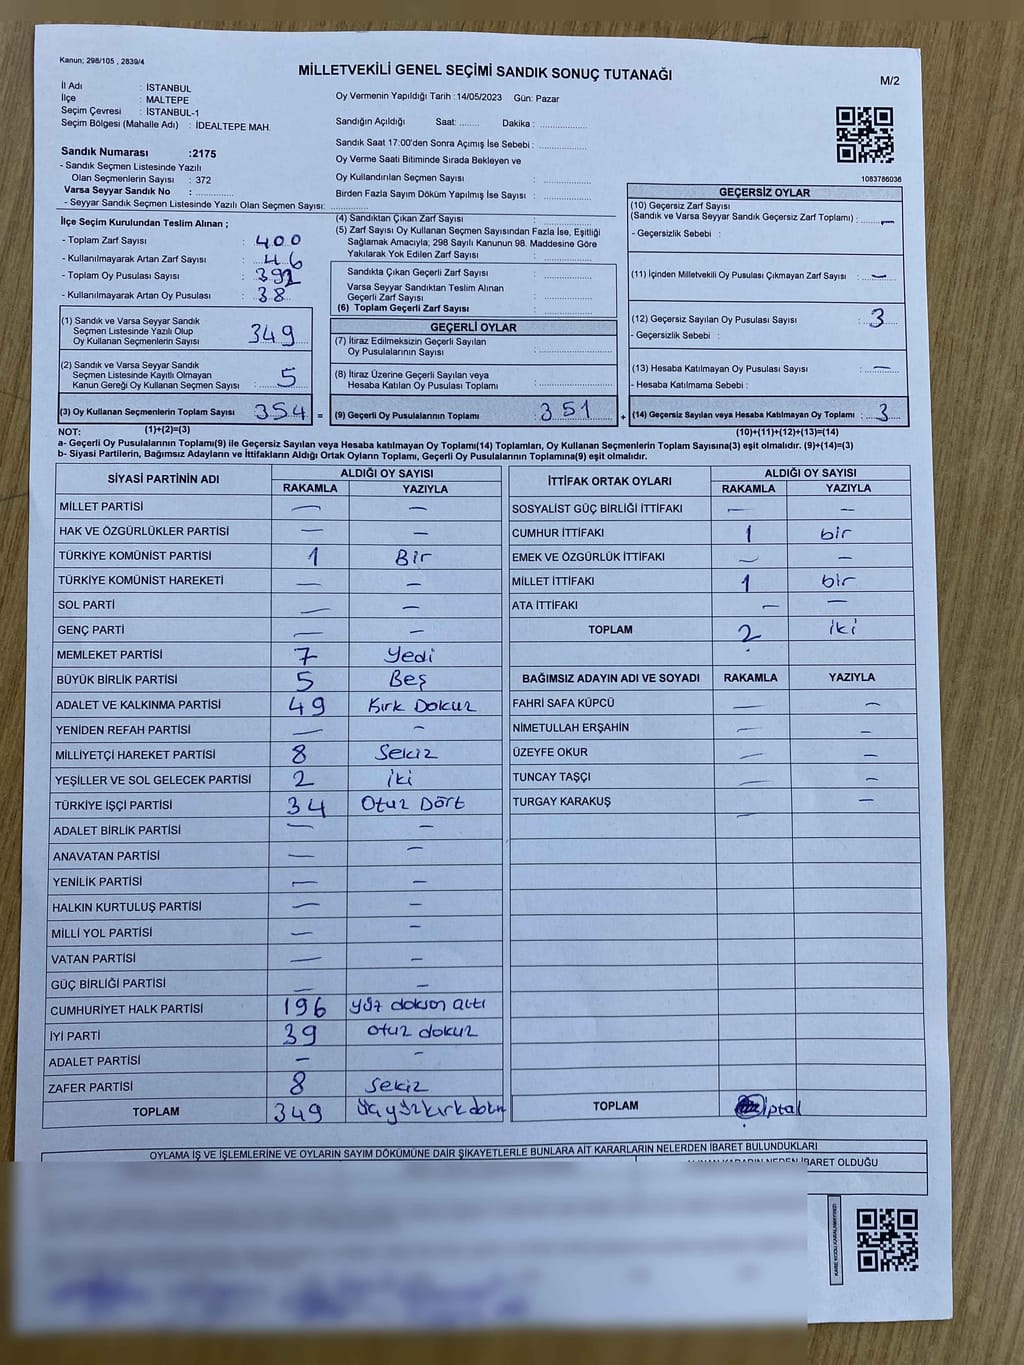 Kanun; 298/105 , 2839/4
MİLLETVEKİLİ GENEL SEÇİMİ SANDIK SONUÇ TUTANAĞI
M/2
İl Adı : İSTANBUL
İlçe : MALTEPE
Seçim Çevresi : İSTANBUL-1
Seçim Bölgesi (Mahalle Adı) : İDEALTEPE MAH.
Oy Vermenin Yapıldığı Tarih : 14/05/2023 Gün: Pazar
Sandığın Açıldığı Saat: ........ Dakika : ................
Sandık Saat 17:00'den Sonra Açımış İse Sebebi : ................
Oy Verme Saati Bitiminde Sırada Bekleyen ve
Oy Kullandırılan Seçmen Sayısı : ................
Birden Fazla Sayım Döküm Yapılmış İse Sayısı : ................
Sandık Numarası :2175
- Sandık Seçmen Listesinde Yazılı
Olan Seçmenlerin Sayısı : 372
Varsa Seyyar Sandık No : ................
- Seyyar Sandık Seçmen Listesinde Yazılı Olan Seçmen Sayısı: ................
1083786036
İlçe Seçim Kurulundan Teslim Alınan ;
- Toplam Zarf Sayısı : 400
- Kullanılmayarak Artan Zarf Sayısı : 46
- Toplam Oy Pusulası Sayısı : 392
- Kullanılmayarak Artan Oy Pusulası : 38
(1) Sandık ve Varsa Seyyar Sandık
Seçmen Listesinde Yazılı Olup
Oy Kullanan Seçmenlerin Sayısı 349
(2) Sandık ve Varsa Seyyar Sandık
Seçmen Listesinde Kayıtlı Olmayan
Kanun Gereği Oy Kullanan Seçmen Sayısı : 5
(3) Oy Kullanan Seçmenlerin Toplam Sayısı 354 =
(1)+(2)=(3)
(4) Sandıktan Çıkan Zarf Sayısı : ................
(5) Zarf Sayısı Oy Kullanan Seçmen Sayısından Fazla İse, Eşitliği
Sağlamak Amacıyla; 298 Sayılı Kanunun 98. Maddesine Göre
Yakılarak Yok Edilen Zarf Sayısı : ................
Sandıkta Çıkan Geçerli Zarf Sayısı : ................
Varsa Seyyar Sandıktan Teslim Alınan
Geçerli Zarf Sayısı : ................
(6) Toplam Geçerli Zarf Sayısı : ................
GEÇERLİ OYLAR
(7) İtiraz Edilmeksizin Geçerli Sayılan
Oy Pusulalarının Sayısı : ................
(8) İtiraz Üzerine Geçerli Sayılan veya
Hesaba Katılan Oy Pusulası Toplamı : ................
(9) Geçerli Oy Pusulalarının Toplamı : 351 +
GEÇERSİZ OYLAR
(10) Geçersiz Zarf Sayısı
(Sandık ve Varsa Seyyar Sandık Geçersiz Zarf Toplamı) : —
- Geçersizlik Sebebi :
(11) İçinden Milletvekili Oy Pusulası Çıkmayan Zarf Sayısı : —
(12) Geçersiz Sayılan Oy Pusulası Sayısı : 3
- Geçersizlik Sebebi :
(13) Hesaba Katılmayan Oy Pusulası Sayısı : —
- Hesaba Katılmama Sebebi :
(14) Geçersiz Sayılan veya Hesaba Katılmayan Oy Toplamı : 3
(10)+(11)+(12)+(13)=(14)
NOT:
a- Geçerli Oy Pusulalarının Toplamı(9) ile Geçersiz Sayılan veya Hesaba katılmayan Oy Toplamı(14) Toplamları, Oy Kullanan Seçmenlerin Toplam Sayısına(3) eşit olmalıdır. (9)+(14)=(3)
b- Siyasi Partilerin, Bağımsız Adayların ve İttifakların Aldığı Ortak Oyların Toplamı, Geçerli Oy Pusulalarının Toplamına(9) eşit olmalıdır.
SİYASİ PARTİNİN ADI ALDIĞI OY SAYISI
RAKAMLA YAZIYLA
MİLLET PARTİSİ — —
HAK VE ÖZGÜRLÜKLER PARTİSİ — —
TÜRKİYE KOMÜNİST PARTİSİ 1 Bir
TÜRKİYE KOMÜNİST HAREKETİ — —
SOL PARTİ — —
GENÇ PARTİ — —
MEMLEKET PARTİSİ 7 Yedi
BÜYÜK BİRLİK PARTİSİ 5 Beş
ADALET VE KALKINMA PARTİSİ 49 Kırk Dokuz
YENİDEN REFAH PARTİSİ — —
MİLLİYETÇİ HAREKET PARTİSİ 8 Sekiz
YEŞİLLER VE SOL GELECEK PARTİSİ 2 iki
TÜRKİYE İŞÇİ PARTİSİ 34 Otuz Dört
ADALET BİRLİK PARTİSİ — —
ANAVATAN PARTİSİ — —
YENİLİK PARTİSİ — —
HALKIN KURTULUŞ PARTİSİ — —
MİLLİ YOL PARTİSİ — —
VATAN PARTİSİ — —
GÜÇ BİRLİĞİ PARTİSİ — —
CUMHURİYET HALK PARTİSİ 196 yüz doksan altı
İYİ PARTİ 39 otuz dokuz
ADALET PARTİSİ — —
ZAFER PARTİSİ 8 Sekiz
TOPLAM 349
İTTİFAK ORTAK OYLARI ALDIĞI OY SAYISI
RAKAMLA YAZIYLA
SOSYALİST GÜÇ BİRLİĞİ İTTİFAKI — —
CUMHUR İTTİFAKI 1 bir
EMEK VE ÖZGÜRLÜK İTTİFAKI — —
MİLLET İTTİFAKI 1 bir
ATA İTTİFAKI — —
TOPLAM 2 iki
BAĞIMSIZ ADAYIN ADI VE SOYADI RAKAMLA YAZIYLA
FAHRİ SAFA KÜPCÜ — —
NİMETULLAH ERŞAHİN — —
ÜZEYFE OKUR — —
TUNCAY TAŞÇI — —
TURGAY KARAKUŞ — —
TOPLAM iptal
OYLAMA İŞ VE İŞLEMLERİNE VE OYLARIN SAYIM DÖKÜMÜNE DAİR ŞİKAYETLERLE BUNLARA AİT KARARLARIN NELERDEN İBARET BULUNDUKLARI
İBARET OLDUĞU
KARE KODU KARALAMAYINIZ!